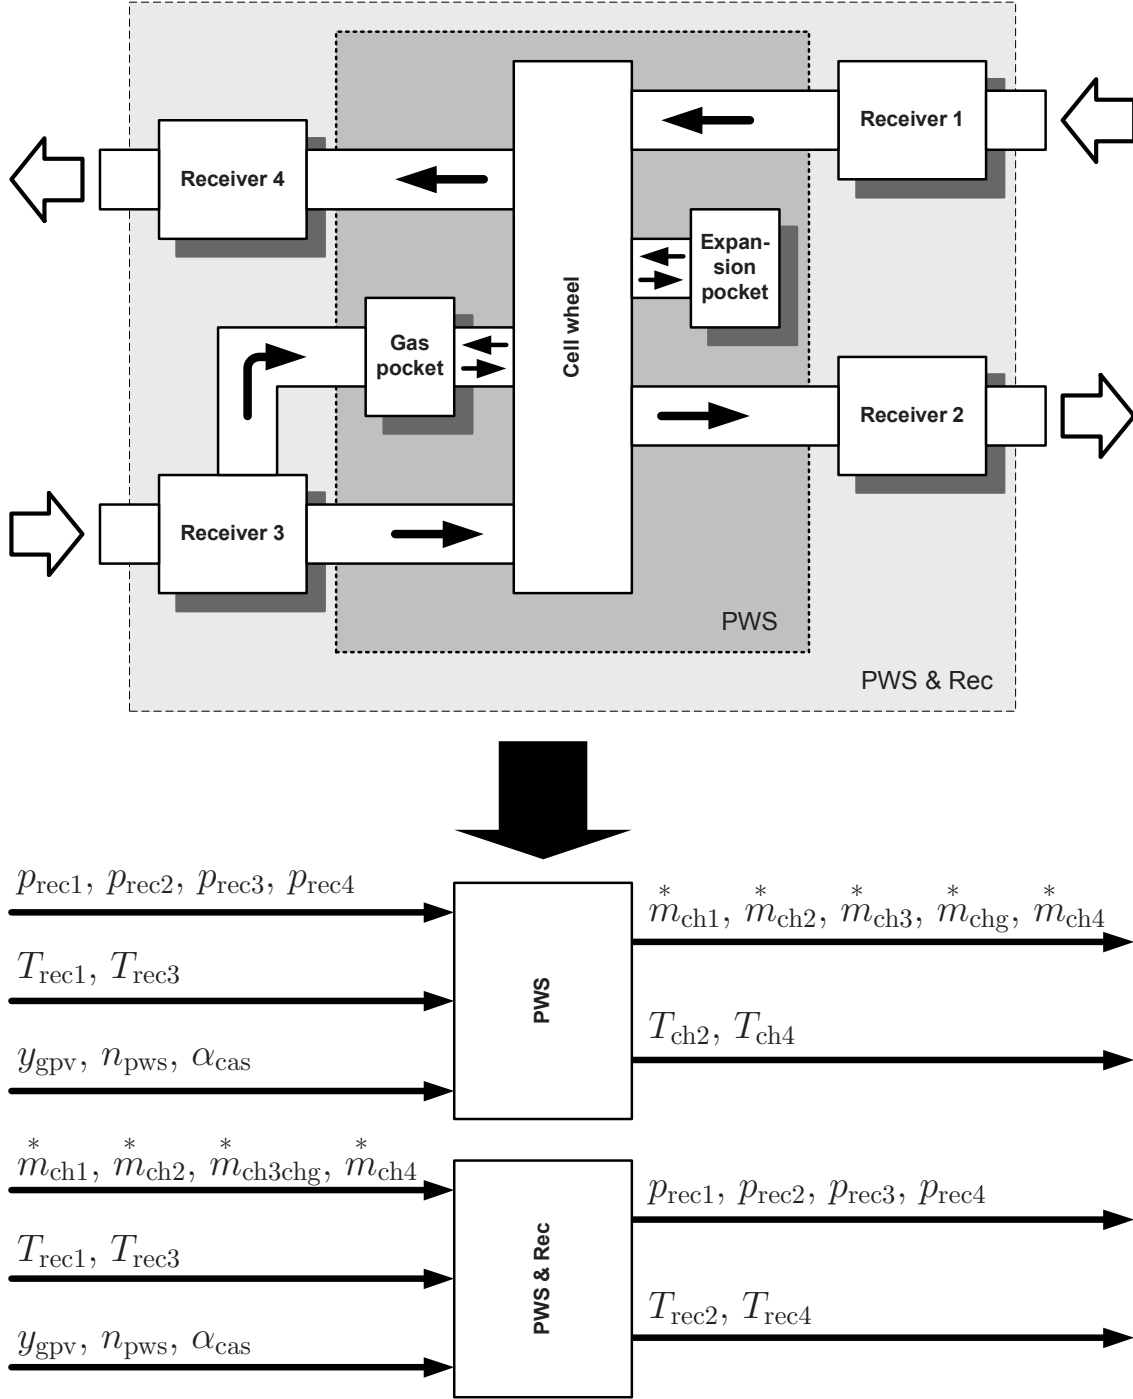 Receiver 1
Receiver 4
Expan-
sion
pocket
Cell wheel
Gas
pocket
Receiver 2
Receiver 3
PWS
PWS & Rec
p_rec1, p_rec2, p_rec3, p_rec4
T_rec1, T_rec3
y_gpv, n_pws, α_cas
PWS
m*_ch1, m*_ch2, m*_ch3, m*_chg, m*_ch4
T_ch2, T_ch4
m*_ch1, m*_ch2, m*_ch3chg, m*_ch4
T_rec1, T_rec3
y_gpv, n_pws, α_cas
PWS & Rec
p_rec1, p_rec2, p_rec3, p_rec4
T_rec2, T_rec4